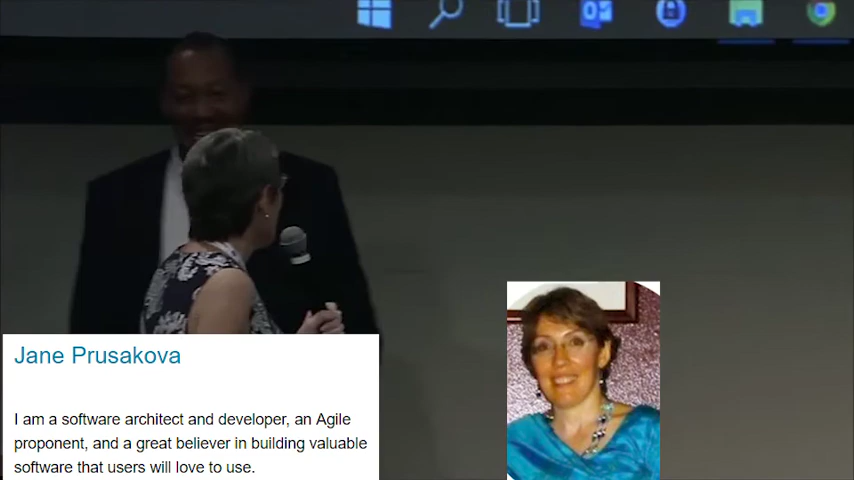 Jane Prusakova
I am a software architect and developer, an Agile
proponent, and a great believer in building valuable
software that users will love to use.